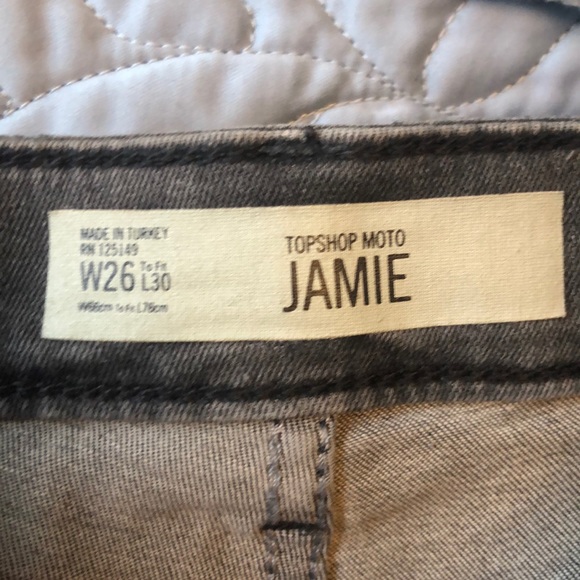 MADE IN TURKEY
RN 125149
W26 To Fit L30
W66cm To Fit L76cm
TOPSHOP MOTO
JAMIE